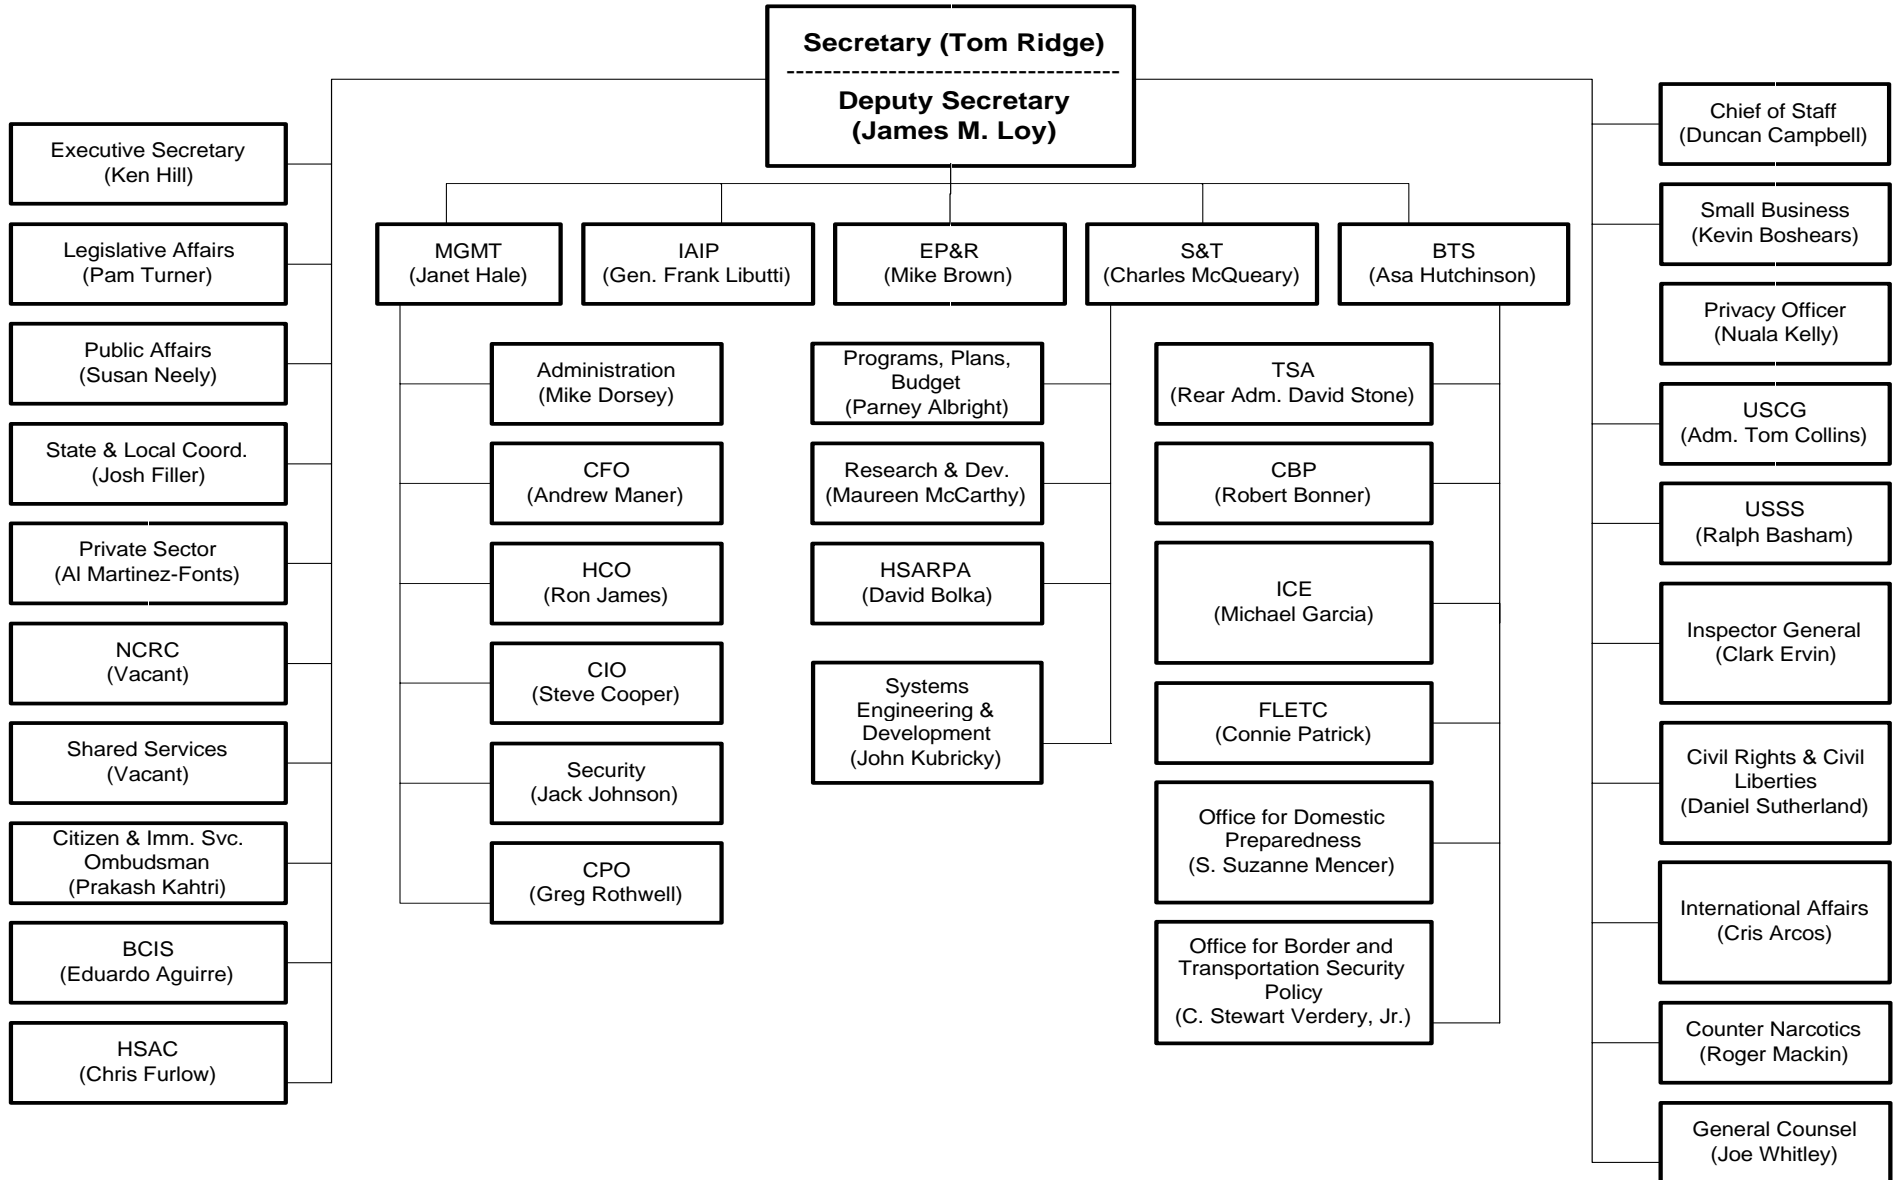 Secretary (Tom Ridge)
Deputy Secretary
(James M. Loy)
Executive Secretary
(Ken Hill)
Legislative Affairs
(Pam Turner)
Public Affairs
(Susan Neely)
State & Local Coord.
(Josh Filler)
Private Sector
(Al Martinez-Fonts)
NCRC
(Vacant)
Shared Services
(Vacant)
Citizen & Imm. Svc.
Ombudsman
(Prakash Kahtri)
BCIS
(Eduardo Aguirre)
HSAC
(Chris Furlow)
MGMT
(Janet Hale)
IAIP
(Gen. Frank Libutti)
EP&R
(Mike Brown)
S&T
(Charles McQueary)
BTS
(Asa Hutchinson)
Administration
(Mike Dorsey)
CFO
(Andrew Maner)
HCO
(Ron James)
CIO
(Steve Cooper)
Security
(Jack Johnson)
CPO
(Greg Rothwell)
Programs, Plans,
Budget
(Parney Albright)
Research & Dev.
(Maureen McCarthy)
HSARPA
(David Bolka)
Systems
Engineering &
Development
(John Kubricky)
TSA
(Rear Adm. David Stone)
CBP
(Robert Bonner)
ICE
(Michael Garcia)
FLETC
(Connie Patrick)
Office for Domestic
Preparedness
(S. Suzanne Mencer)
Office for Border and
Transportation Security
Policy
(C. Stewart Verdery, Jr.)
Chief of Staff
(Duncan Campbell)
Small Business
(Kevin Boshears)
Privacy Officer
(Nuala Kelly)
USCG
(Adm. Tom Collins)
USSS
(Ralph Basham)
Inspector General
(Clark Ervin)
Civil Rights & Civil
Liberties
(Daniel Sutherland)
International Affairs
(Cris Arcos)
Counter Narcotics
(Roger Mackin)
General Counsel
(Joe Whitley)